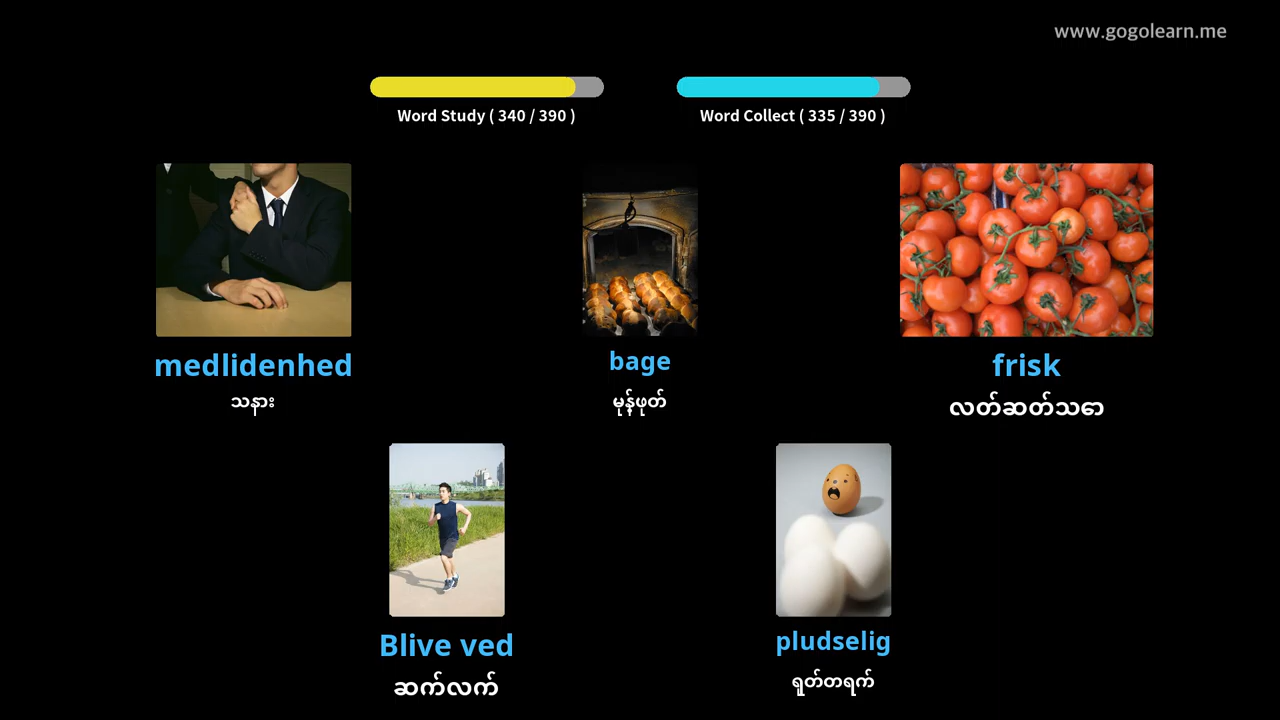 www.gogolearn.me
Word Study ( 340 / 390 )
Word Collect ( 335 / 390 )
medlidenhed
သနား
bage
မုန့်ဖုတ်
frisk
လတ်ဆတ်သော
Blive ved
ဆက်လက်
pludselig
ရုတ်တရက်